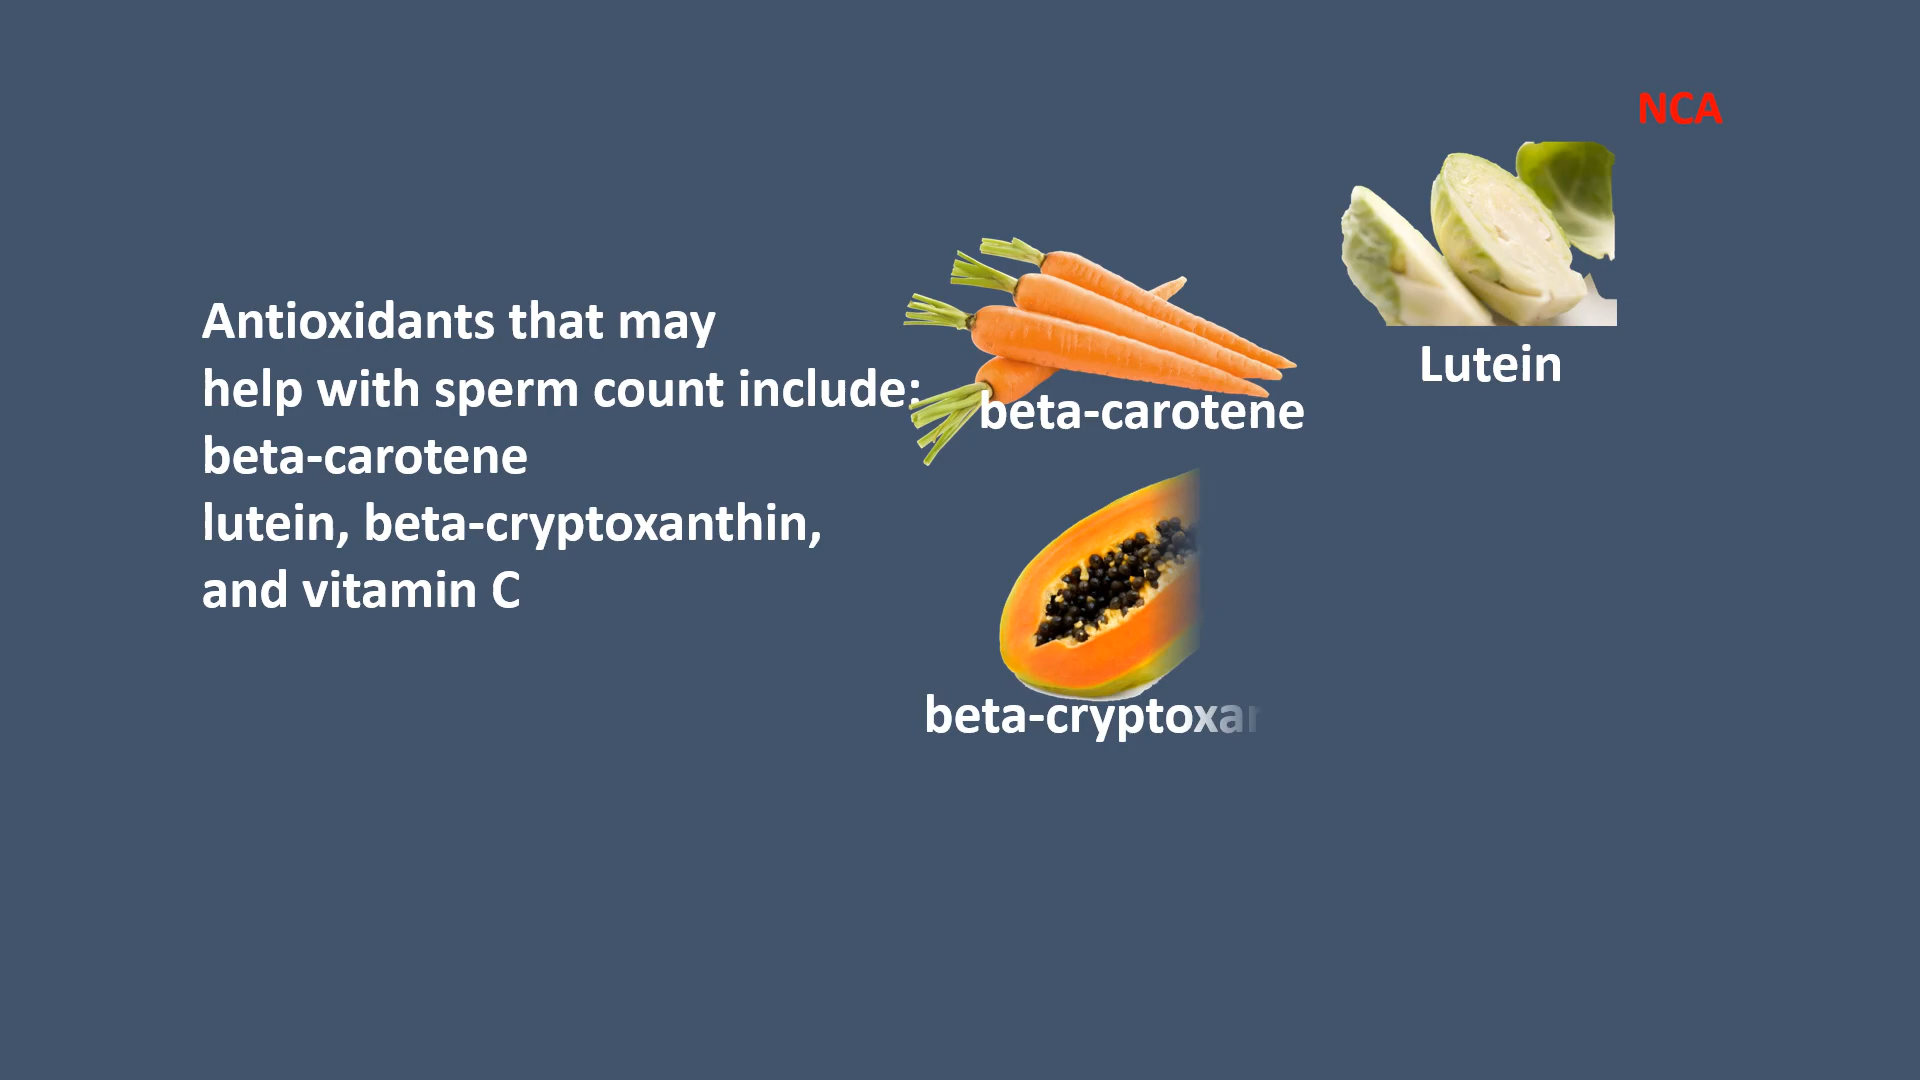 NCA
Antioxidants that may
help with sperm count include:
beta-carotene
lutein, beta-cryptoxanthin,
and vitamin C
beta-carotene
Lutein
beta-cryptoxan